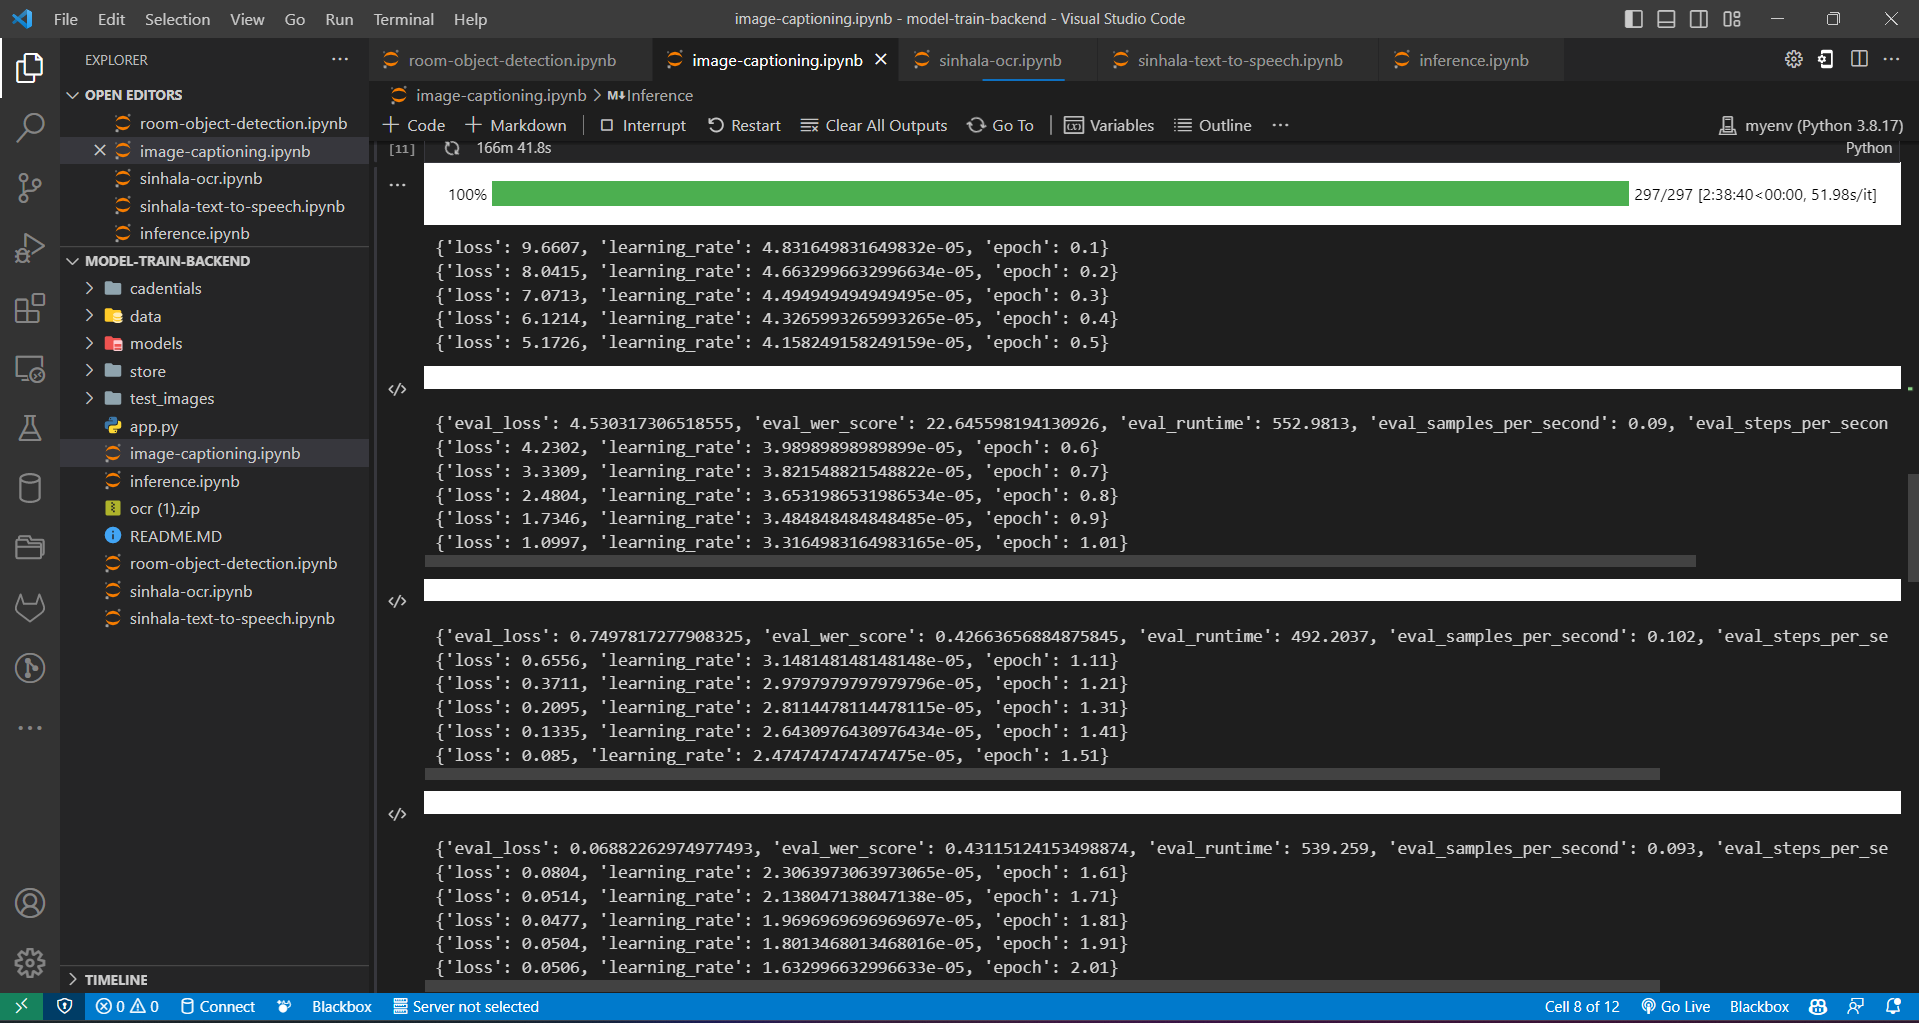 File Edit Selection View Go Run Terminal Help
image-captioning.ipynb - model-train-backend - Visual Studio Code
EXPLORER
OPEN EDITORS
room-object-detection.ipynb
image-captioning.ipynb
sinhala-ocr.ipynb
sinhala-text-to-speech.ipynb
inference.ipynb
MODEL-TRAIN-BACKEND
cadentials
data
models
store
test_images
app.py
image-captioning.ipynb
inference.ipynb
ocr (1).zip
README.MD
room-object-detection.ipynb
sinhala-ocr.ipynb
sinhala-text-to-speech.ipynb
TIMELINE
room-object-detection.ipynb image-captioning.ipynb sinhala-ocr.ipynb sinhala-text-to-speech.ipynb inference.ipynb
image-captioning.ipynb > M↓Inference
Code Markdown Interrupt Restart Clear All Outputs Go To Variables Outline myenv (Python 3.8.17)
[11] 166m 41.8s Python
100% 297/297 [2:38:40<00:00, 51.98s/it]
{'loss': 9.6607, 'learning_rate': 4.831649831649832e-05, 'epoch': 0.1}
{'loss': 8.0415, 'learning_rate': 4.6632996632996634e-05, 'epoch': 0.2}
{'loss': 7.0713, 'learning_rate': 4.494949494949495e-05, 'epoch': 0.3}
{'loss': 6.1214, 'learning_rate': 4.3265993265993265e-05, 'epoch': 0.4}
{'loss': 5.1726, 'learning_rate': 4.158249158249159e-05, 'epoch': 0.5}
{'eval_loss': 4.530317306518555, 'eval_wer_score': 22.645598194130926, 'eval_runtime': 552.9813, 'eval_samples_per_second': 0.09, 'eval_steps_per_secon
{'loss': 4.2302, 'learning_rate': 3.98989898989899e-05, 'epoch': 0.6}
{'loss': 3.3309, 'learning_rate': 3.821548821548822e-05, 'epoch': 0.7}
{'loss': 2.4804, 'learning_rate': 3.6531986531986534e-05, 'epoch': 0.8}
{'loss': 1.7346, 'learning_rate': 3.484848484848485e-05, 'epoch': 0.9}
{'loss': 1.0997, 'learning_rate': 3.3164983164983165e-05, 'epoch': 1.01}
{'eval_loss': 0.7497817277908325, 'eval_wer_score': 0.42663656884875845, 'eval_runtime': 492.2037, 'eval_samples_per_second': 0.102, 'eval_steps_per_se
{'loss': 0.6556, 'learning_rate': 3.148148148148148e-05, 'epoch': 1.11}
{'loss': 0.3711, 'learning_rate': 2.9797979797979796e-05, 'epoch': 1.21}
{'loss': 0.2095, 'learning_rate': 2.8114478114478115e-05, 'epoch': 1.31}
{'loss': 0.1335, 'learning_rate': 2.6430976430976434e-05, 'epoch': 1.41}
{'loss': 0.085, 'learning_rate': 2.474747474747475e-05, 'epoch': 1.51}
{'eval_loss': 0.06882262974977493, 'eval_wer_score': 0.43115124153498874, 'eval_runtime': 539.259, 'eval_samples_per_second': 0.093, 'eval_steps_per_se
{'loss': 0.0804, 'learning_rate': 2.3063973063973065e-05, 'epoch': 1.61}
{'loss': 0.0514, 'learning_rate': 2.138047138047138e-05, 'epoch': 1.71}
{'loss': 0.0477, 'learning_rate': 1.9696969696969697e-05, 'epoch': 1.81}
{'loss': 0.0504, 'learning_rate': 1.8013468013468016e-05, 'epoch': 1.91}
{'loss': 0.0506, 'learning_rate': 1.632996632996633e-05, 'epoch': 2.01}
0 0 Connect Blackbox Server not selected Cell 8 of 12 Go Live Blackbox